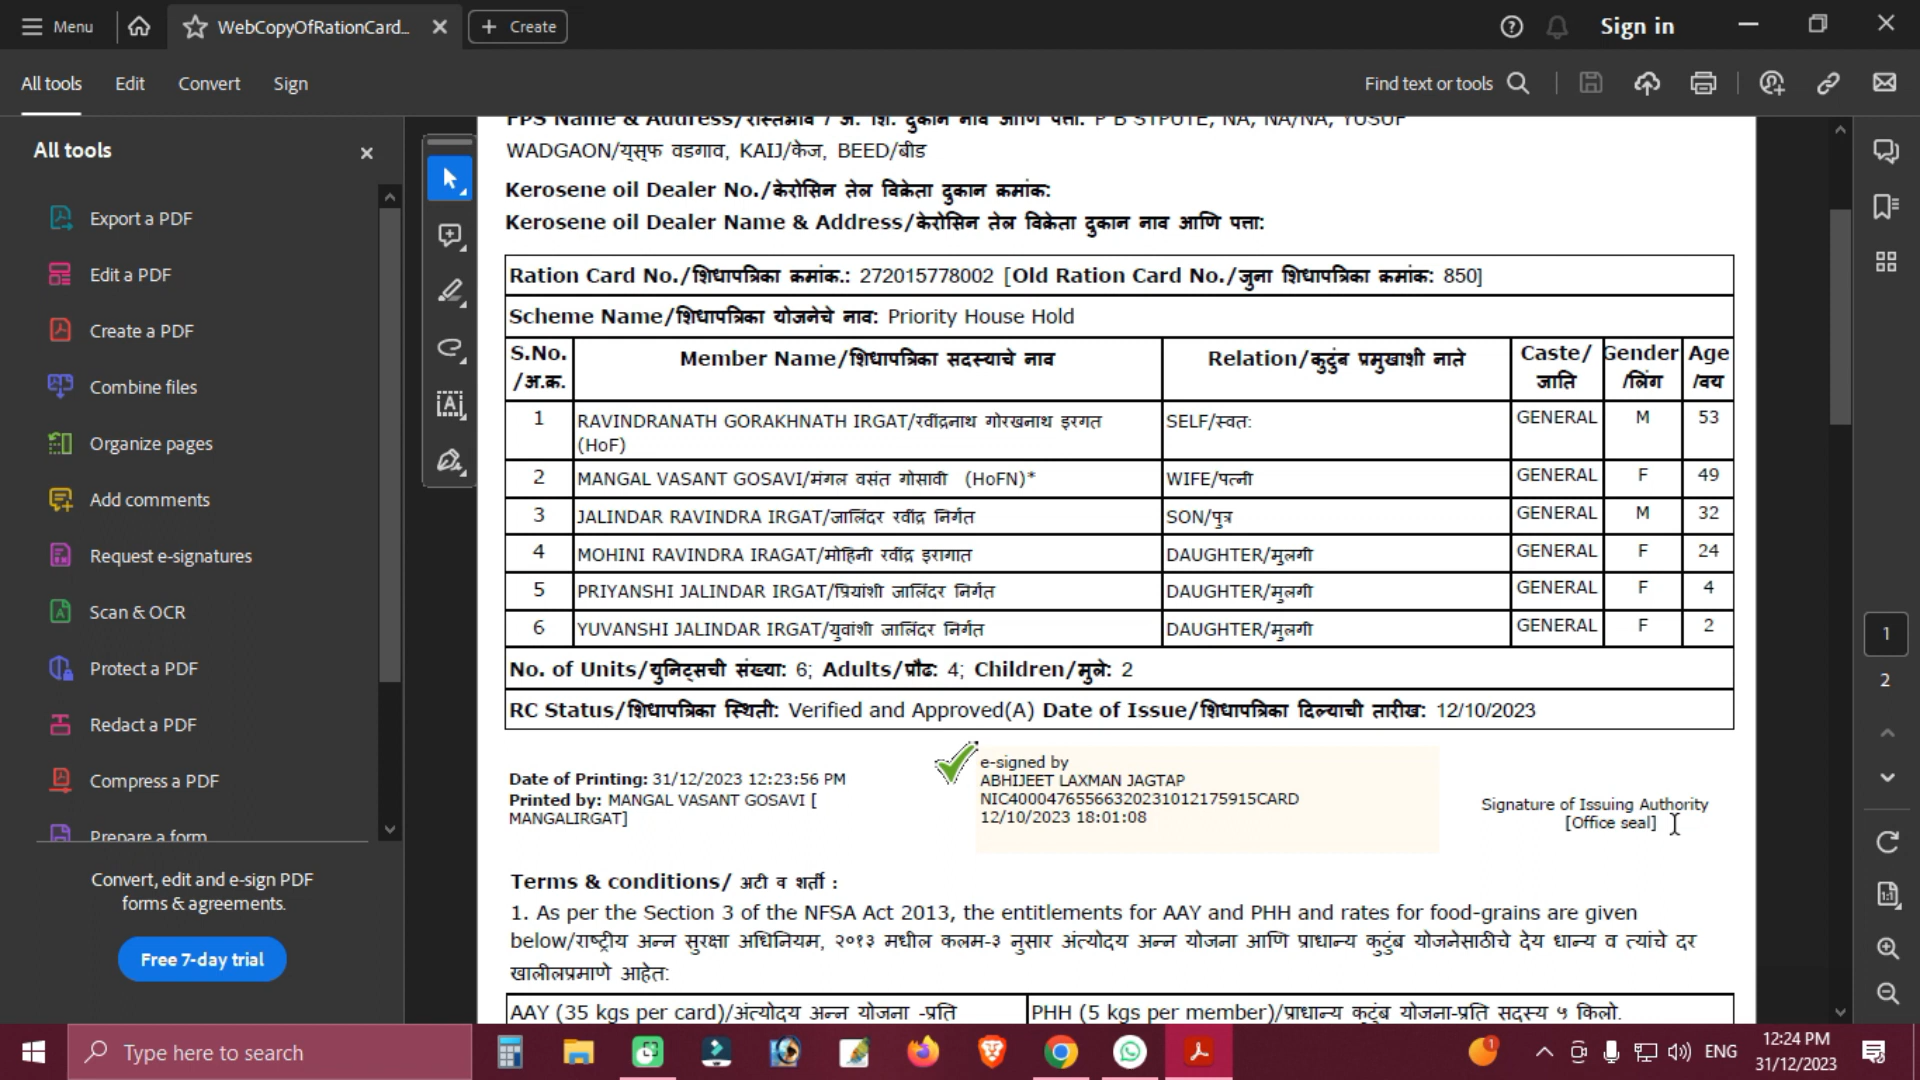 Menu
WebCopyOfRationCard...
Create
Sign in
All tools
Edit
Convert
Sign
Find text or tools
All tools
Export a PDF
Edit a PDF
Create a PDF
Combine files
Organize pages
Add comments
Request e-signatures
Scan & OCR
Protect a PDF
Redact a PDF
Compress a PDF
Prepare a form
Convert, edit and e-sign PDF
forms & agreements.
Free 7-day trial
FPS Name & Address/रास्तभाव / अ. शि. दुकान नाव आणि पत्ता: P B STPUTE, NA, NA/NA, YUSUF
WADGAON/यूसूफ वडगाव, KAIJ/केज, BEED/बीड
Kerosene oil Dealer No./केरोसिन तेल विक्रेता दुकान क्रमांक:
Kerosene oil Dealer Name & Address/केरोसिन तेल विक्रेता दुकान नाव आणि पत्ता:
Ration Card No./शिधापत्रिका क्रमांक.: 272015778002 [Old Ration Card No./जुना शिधापत्रिका क्रमांक: 850]
Scheme Name/शिधापत्रिका योजनेचे नाव: Priority House Hold
S.No. /अ.क्र. Member Name/शिधापत्रिका सदस्याचे नाव Relation/कुटुंब प्रमुखाशी नाते Caste/ जाति Gender /लिंग Age /वय
1 RAVINDRANATH GORAKHNATH IRGAT/रवींद्रनाथ गोरखनाथ इरगत (HoF) SELF/स्वत: GENERAL M 53
2 MANGAL VASANT GOSAVI/मंगल वसंत गोसावी (HoFN)* WIFE/पत्नी GENERAL F 49
3 JALINDAR RAVINDRA IRGAT/जालिंदर रवींद्र निर्गत SON/पुत्र GENERAL M 32
4 MOHINI RAVINDRA IRAGAT/मोहिनी रवींद्र इरागात DAUGHTER/मुलगी GENERAL F 24
5 PRIYANSHI JALINDAR IRGAT/प्रियांशी जालिंदर निर्गत DAUGHTER/मुलगी GENERAL F 4
6 YUVANSHI JALINDAR IRGAT/युवांशी जालिंदर निर्गत DAUGHTER/मुलगी GENERAL F 2
No. of Units/युनिट्सची संख्या: 6; Adults/प्रौढ: 4; Children/मुले: 2
RC Status/शिधापत्रिका स्थिती: Verified and Approved(A) Date of Issue/शिधापत्रिका दिल्याची तारीख: 12/10/2023
Date of Printing: 31/12/2023 12:23:56 PM
Printed by: MANGAL VASANT GOSAVI [
MANGALIRGAT]
e-signed by
ABHIJEET LAXMAN JAGTAP
NIC4000476556632023101​2175915CARD
12/10/2023 18:01:08
Signature of Issuing Authority
[Office seal]
Terms & conditions/ अटी व शर्ती :
1. As per the Section 3 of the NFSA Act 2013, the entitlements for AAY and PHH and rates for food-grains are given
below/राष्ट्रीय अन्न सुरक्षा अधिनियम, २०१३ मधील कलम-३ नुसार अंत्योदय अन्न योजना आणि प्राधान्य कुटुंब योजनेसाठीचे देय धान्य व त्यांचे दर
खालीलप्रमाणे आहेत:
AAY (35 kgs per card)/अंत्योदय अन्न योजना -प्रति PHH (5 kgs per member)/प्राधान्य कुटुंब योजना-प्रति सदस्य ५ किलो.
1
2
Type here to search
1
ENG
12:24 PM
31/12/2023